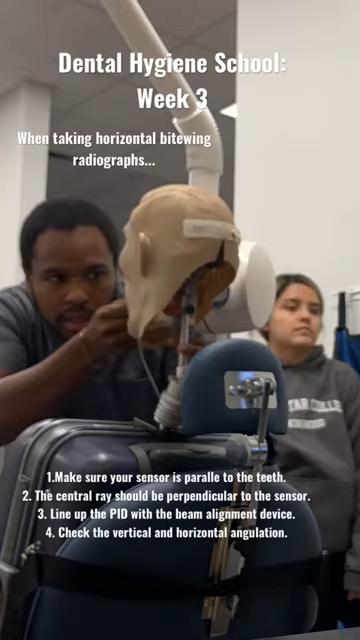 Dental Hygiene School:
Week 3
When taking horizontal bitewing
radiographs...
1.Make sure your sensor is paralle to the teeth.
2. The central ray should be perpendicular to the sensor.
3. Line up the PID with the beam alignment device.
4. Check the vertical and horizontal angulation.